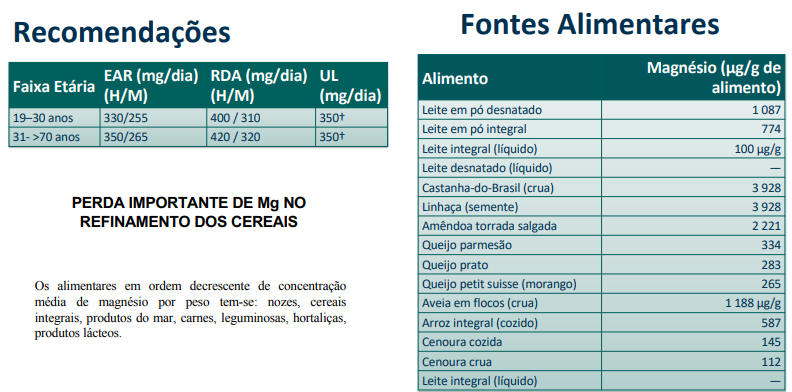 Recomendações
Faixa Etária EAR (mg/dia) (H/M) RDA (mg/dia) (H/M) UL (mg/dia)
19–30 anos 330/255 400 / 310 350†
31- >70 anos 350/265 420 / 320 350†
PERDA IMPORTANTE DE Mg NO
REFINAMENTO DOS CEREAIS
Os alimentares em ordem decrescente de concentração
média de magnésio por peso tem-se: nozes, cereais
integrais, produtos do mar, carnes, leguminosas, hortaliças,
produtos lácteos.
Fontes Alimentares
Alimento Magnésio (µg/g de alimento)
Leite em pó desnatado 1 087
Leite em pó integral 774
Leite integral (líquido) 100 µg/g
Leite desnatado (líquido) —
Castanha-do-Brasil (crua) 3 928
Linhaça (semente) 3 928
Amêndoa torrada salgada 2 221
Queijo parmesão 334
Queijo prato 283
Queijo petit suisse (morango) 265
Aveia em flocos (crua) 1 188 µg/g
Arroz integral (cozido) 587
Cenoura cozida 145
Cenoura crua 112
Leite integral (líquido) —